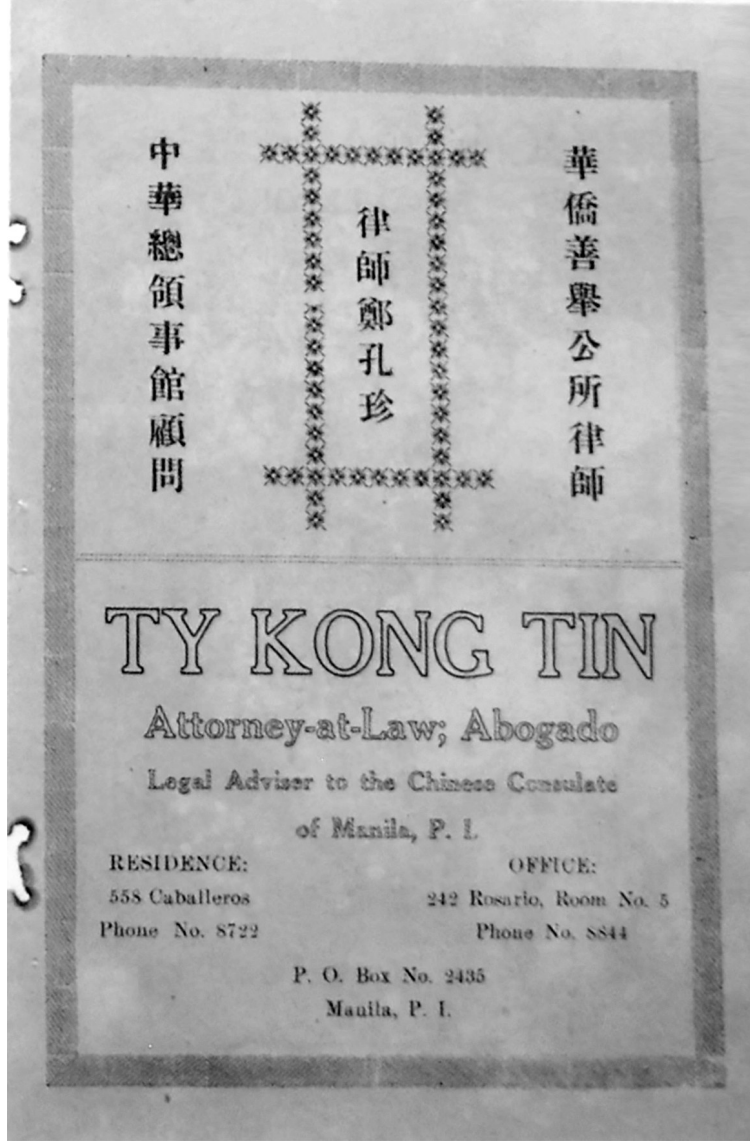 華僑善舉公所律師
律師鄭孔珍
中華總領事館顧問
TY KONG TIN
Attorney-at-Law; Abogado
Legal Adviser to the Chinese Consulate
of Manila, P. I.
RESIDENCE:
558 Caballeros
Phone No. 8722
OFFICE:
242 Rosario, Room No. 5
Phone No. 8844
P. O. Box No. 2435
Manila, P. I.